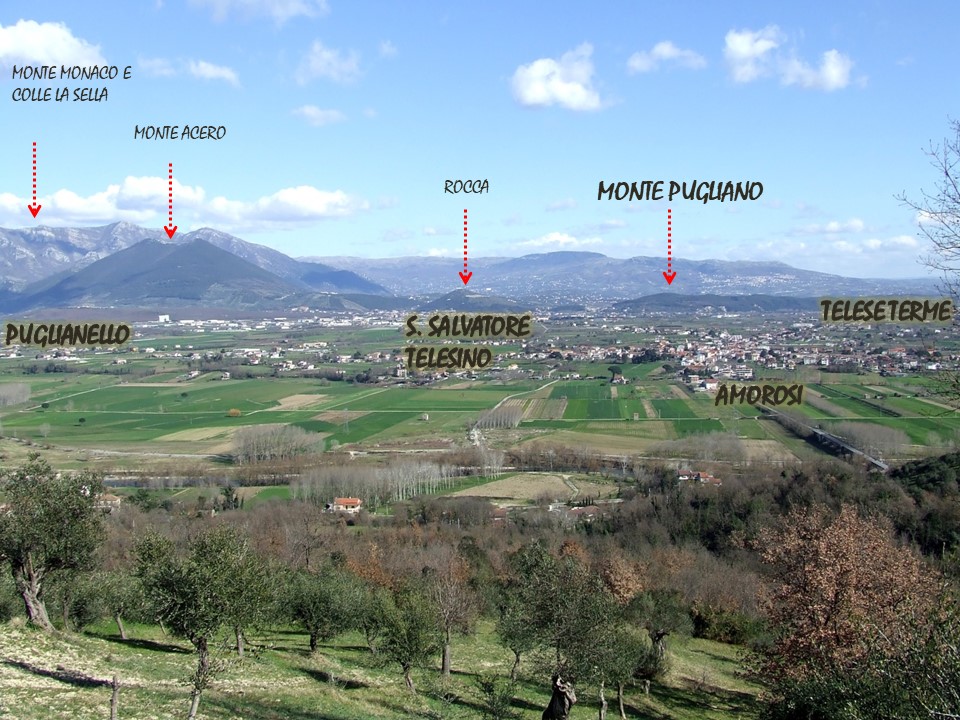 MONTE MONACO E
COLLE LA SELLA
MONTE ACERO
ROCCA
MONTE PUGLIANO
PUGLIANELLO
S. SALVATORE
TELESINO
TELESE TERME
AMOROSI